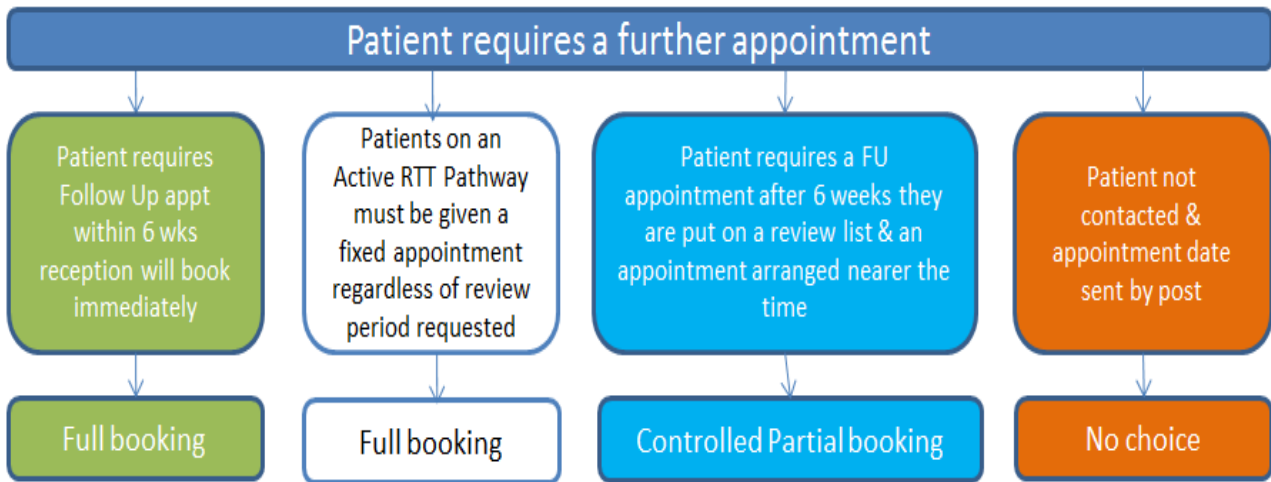 Patient requires a further appointment
Patient requires
Follow Up appt
within 6 wks
reception will book
immediately
Patients on an
Active RTT Pathway
must be given a
fixed appointment
regardless of review
period requested
Patient requires a FU
appointment after 6 weeks they
are put on a review list & an
appointment arranged nearer the
time
Patient not
contacted &
appointment date
sent by post
Full booking
Full booking
Controlled Partial booking
No choice